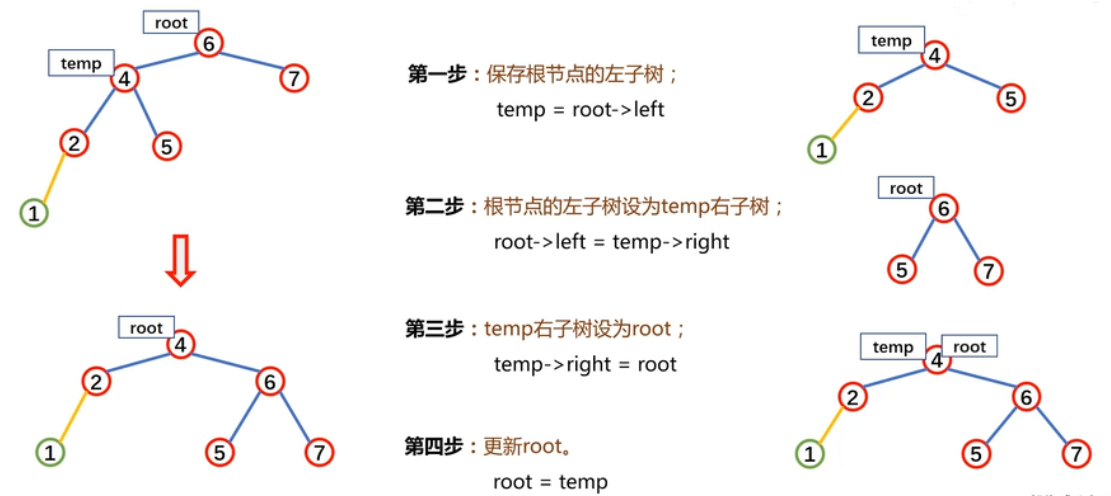 root
6
temp
4
7
2
5
1
第一步：保存根节点的左子树；
temp = root->left
temp
4
2
5
1
第二步：根节点的左子树设为temp右子树；
root->left = temp->right
root
6
5
7
root
4
2
6
1
5
7
第三步：temp右子树设为root；
temp->right = root
第四步：更新root。
root = temp
temp
root
4
2
6
1
5
7